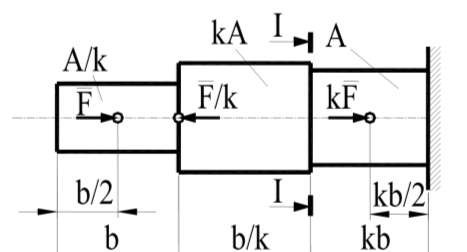 kA I A
A/k
F̅ F̅/k kF̅
b/2 I kb/2
b b/k kb